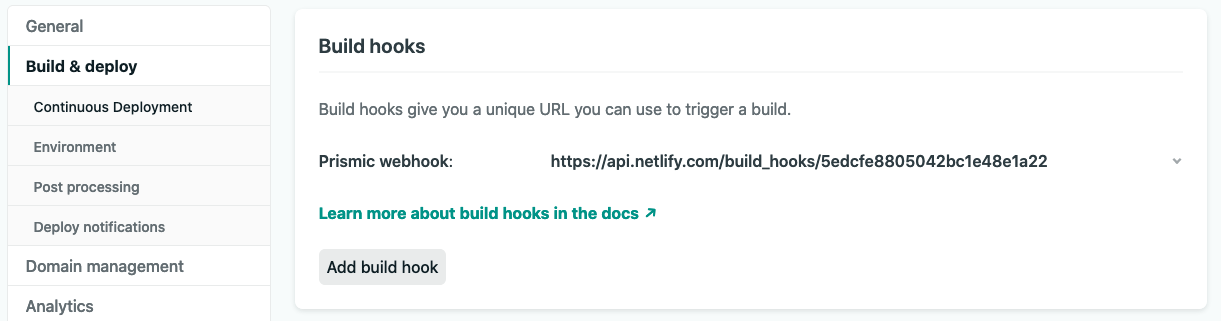 General
Build & deploy
Continuous Deployment
Environment
Post processing
Deploy notifications
Domain management
Analytics
Build hooks
Build hooks give you a unique URL you can use to trigger a build.
Prismic webhook: https://api.netlify.com/build_hooks/5edcfe8805042bc1e48e1a22
Learn more about build hooks in the docs ↗
Add build hook